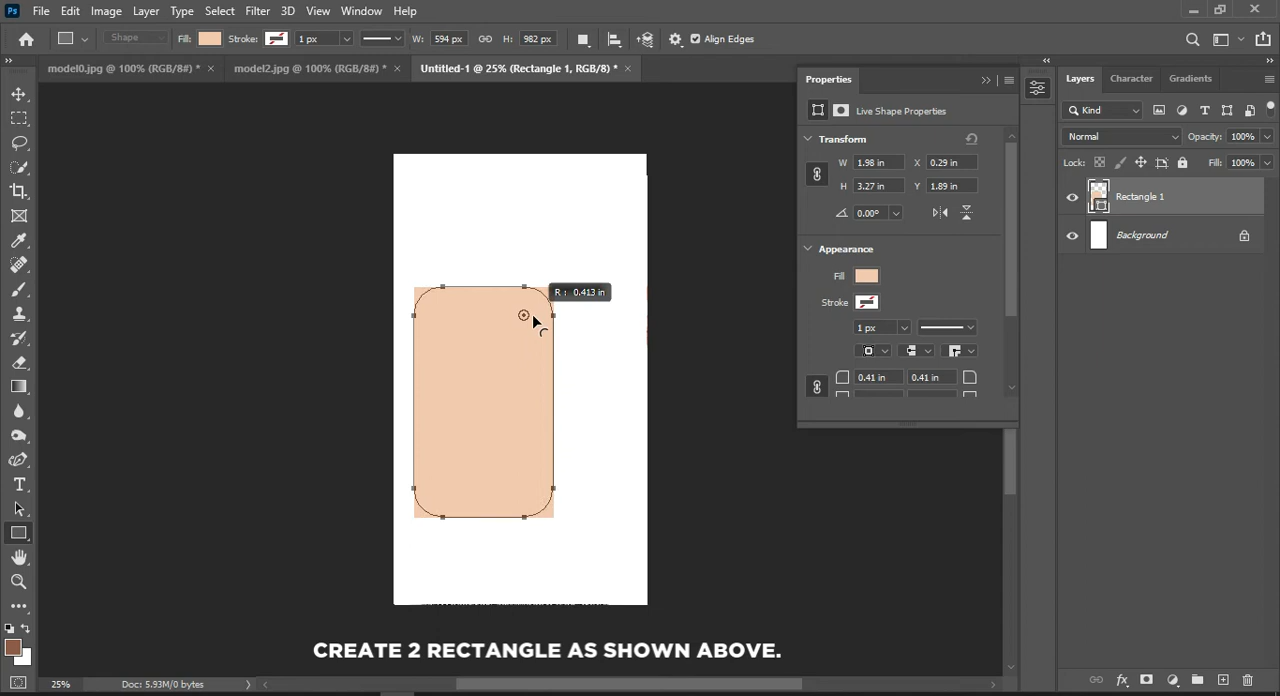 Ps File Edit Image Layer Type Select Filter 3D View Window Help
Shape Fill: Stroke: 1 px W: 594 px H: 982 px Align Edges
model0.jpg @ 100% (RGB/8#) * × model2.jpg @ 100% (RGB/8#) * × Untitled-1 @ 25% (Rectangle 1, RGB/8) * ×
Properties
Live Shape Properties
Transform
W 1.98 in X 0.29 in
H 3.27 in Y 1.89 in
0.00°
Appearance
Fill
Stroke
1 px
0.41 in 0.41 in
Layers Character Gradients
Kind
Normal Opacity: 100%
Lock: Fill: 100%
Rectangle 1
Background
R : 0.413 in
CREATE 2 RECTANGLE AS SHOWN ABOVE.
25% Doc: 5.93M/0 bytes